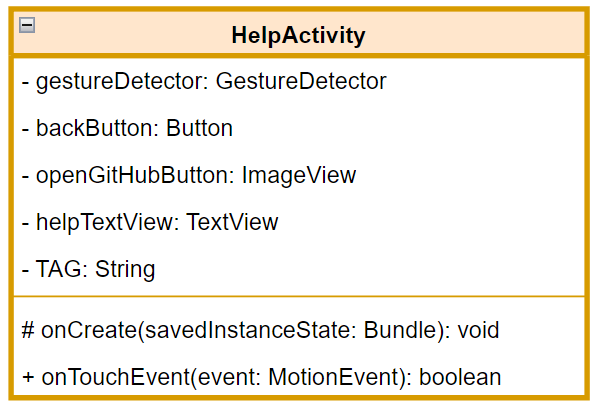 HelpActivity
- gestureDetector: GestureDetector
- backButton: Button
- openGitHubButton: ImageView
- helpTextView: TextView
- TAG: String
# onCreate(savedInstanceState: Bundle): void
+ onTouchEvent(event: MotionEvent): boolean